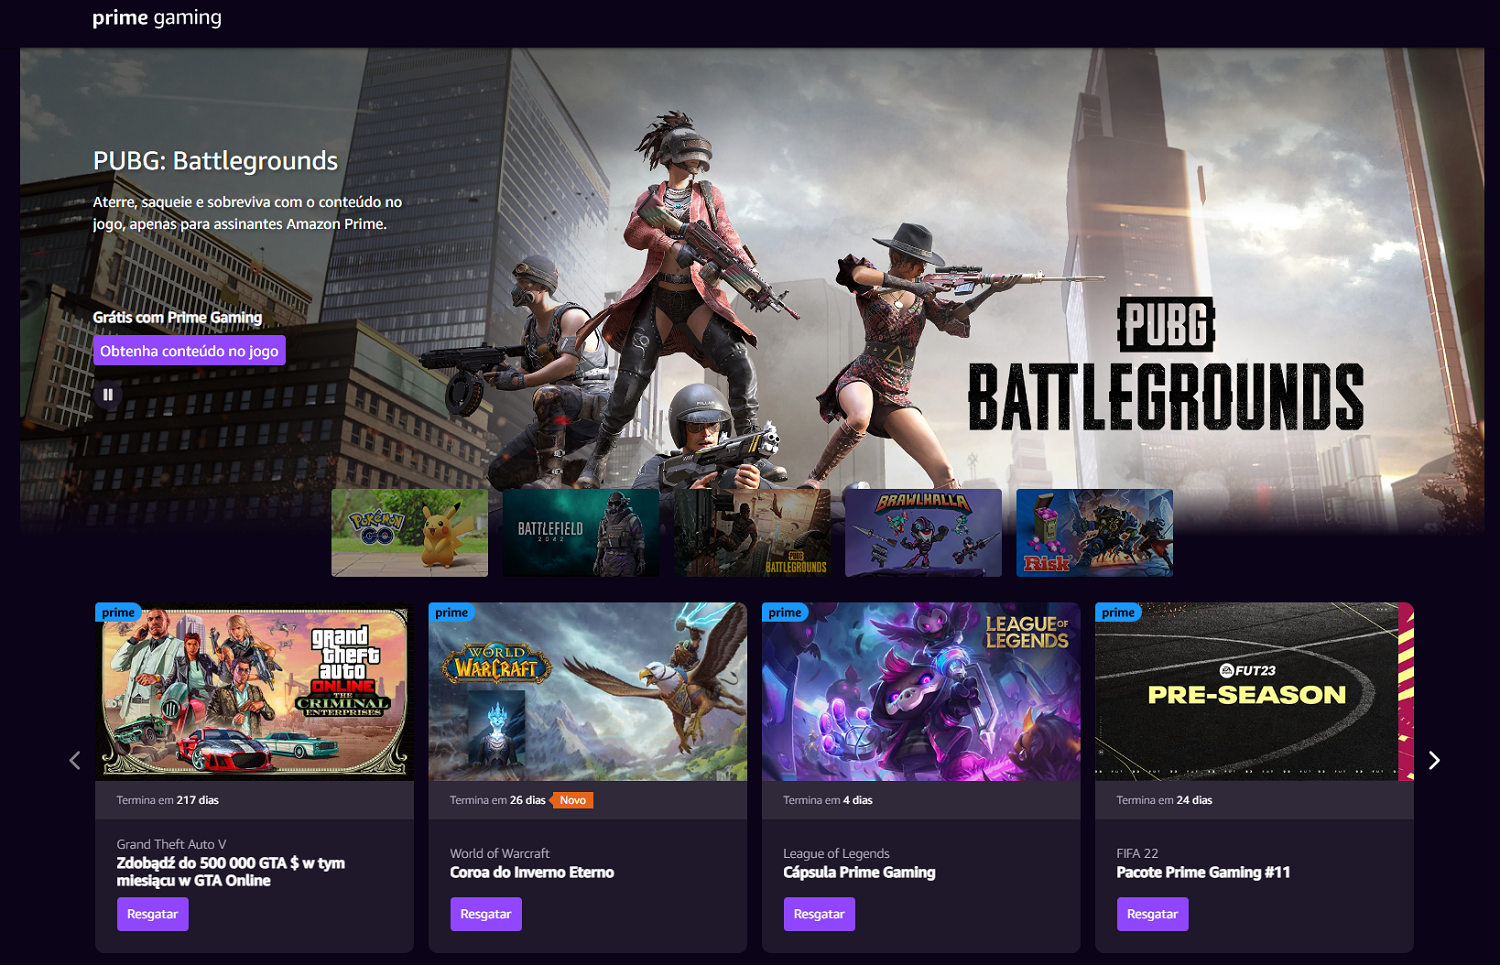 prime gaming
PUBG: Battlegrounds
Aterre, saqueie e sobreviva com o conteúdo no
jogo, apenas para assinantes Amazon Prime.
Grátis com Prime Gaming
Obtenha conteúdo no jogo
PUBG
BATTLEGROUNDS
Pokémon
GO
BATTLEFIELD
2042
PUBG
BATTLEGROUNDS
BRAWLHALLA
RISK
prime
grand
theft
auto
ONLINE
THE
CRIMINAL
ENTERPRISES
Termina em 217 dias
Grand Theft Auto V
Zdobądź do 500 000 GTA $ w tym
miesiącu w GTA Online
Resgatar
prime
WORLD
OF
WARCRAFT
Termina em 26 dias Novo
World of Warcraft
Coroa do Inverno Eterno
Resgatar
prime
LEAGUE OF
LEGENDS
Termina em 4 dias
League of Legends
Cápsula Prime Gaming
Resgatar
prime
EA FUT23
PRE-SEASON
Termina em 24 dias
FIFA 22
Pacote Prime Gaming #11
Resgatar